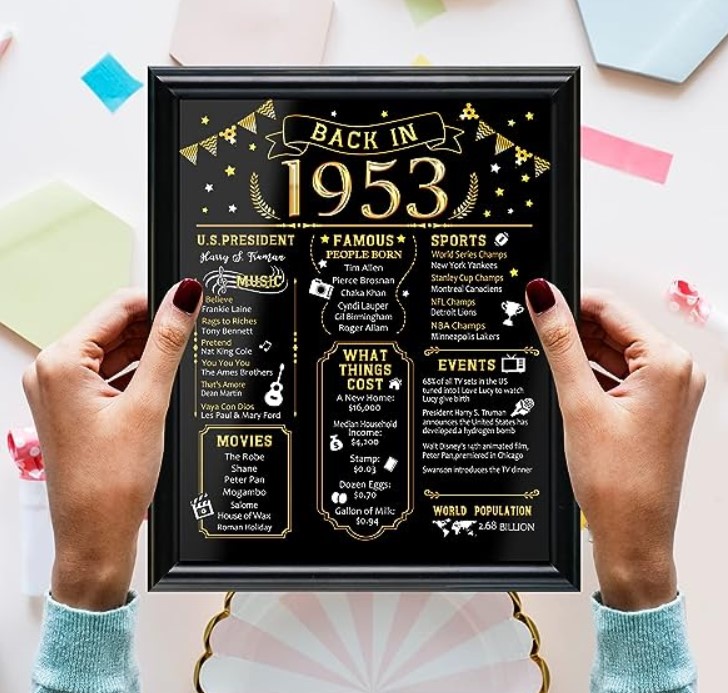 BACK IN
1953
U.S.PRESIDENT
Harry S. Truman
MUSIC
Believe
Frankie Laine
Rags to Riches
Tony Bennett
Pretend
Nat King Cole
You You You
The Ames Brothers
That's Amore
Dean Martin
Vaya Con Dios
Les Paul & Mary Ford
MOVIES
The Robe
Shane
Peter Pan
Mogambo
Salome
House of Wax
Roman Holiday
FAMOUS
PEOPLE BORN
Tim Allen
Pierce Brosnan
Chaka Khan
Cyndi Lauper
Gil Birmingham
Roger Allam
WHAT
THINGS
COST
A New Home:
$16,000
Median Household
Income:
$4,200
Stamp:
$0.03
Dozen Eggs:
$0.70
Gallon of Milk:
$0.94
SPORTS
World Series Champs
New York Yankees
Stanley Cup Champs
Montreal Canadiens
NFL Champs
Detroit Lions
NBA Champs
Minneapolis Lakers
EVENTS
68% of all TV sets in the US
tuned into I Love Lucy to watch
Lucy give birth
President Harry S. Truman
announces the United States has
developed a hydrogen bomb
Walt Disney's 14th animated film,
Peter Pan,premiered in Chicago
Swanson introduces the TV dinner
WORLD POPULATION
2.68 BILLION